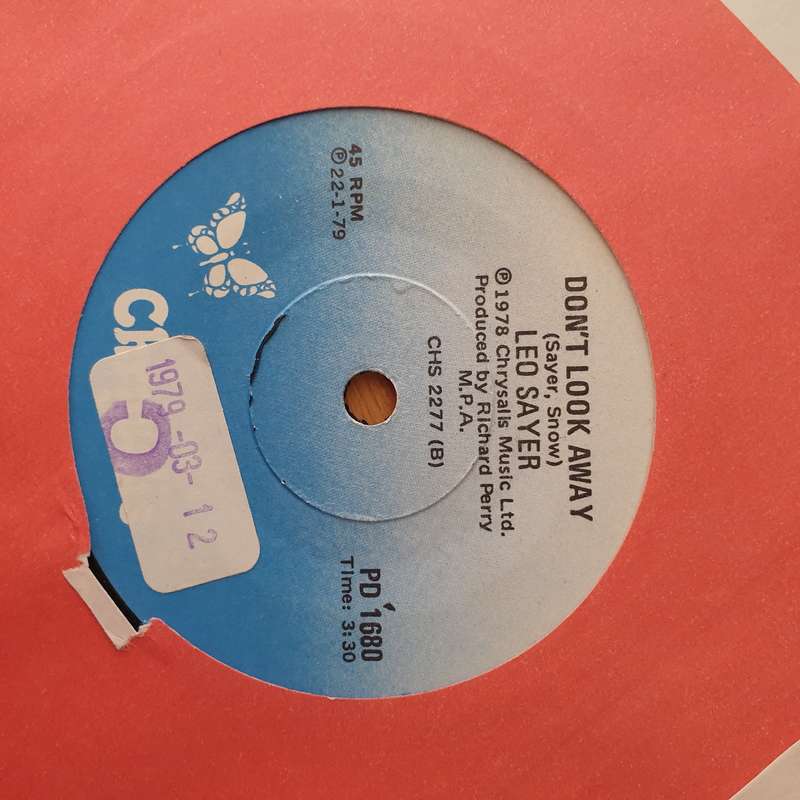 DON'T LOOK AWAY
(Sayer, Snow)
LEO SAYER
℗1978 Chrysalis Music Ltd.
Produced by Richard Perry
M.P.A.
CHS 2277 (B)
45 RPM
℗22-1-79
PD 1680
Time: 3:30
1979-03-12